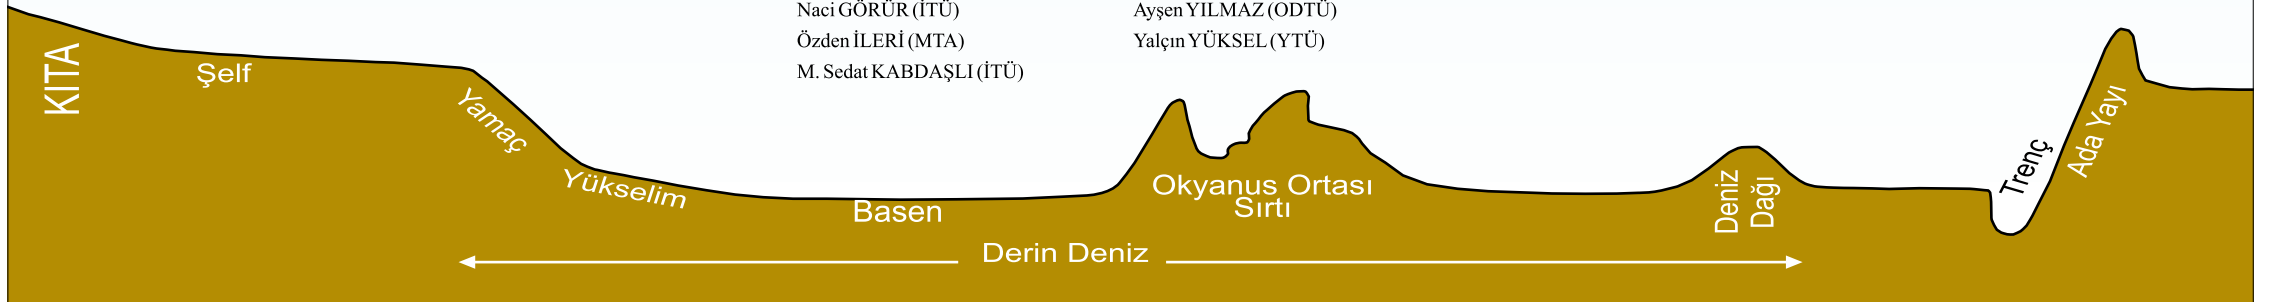 Naci GÖRÜR (İTÜ)
Özden İLERİ (MTA)
M. Sedat KABDAŞLI (İTÜ)
Ayşen YILMAZ (ODTÜ)
Yalçın YÜKSEL (YTÜ)
KITA
Şelf
Yamaç
Yükselim
Basen
Okyanus Ortası
Sırtı
Deniz
Dağı
Trenç
Ada Yayı
Derin Deniz